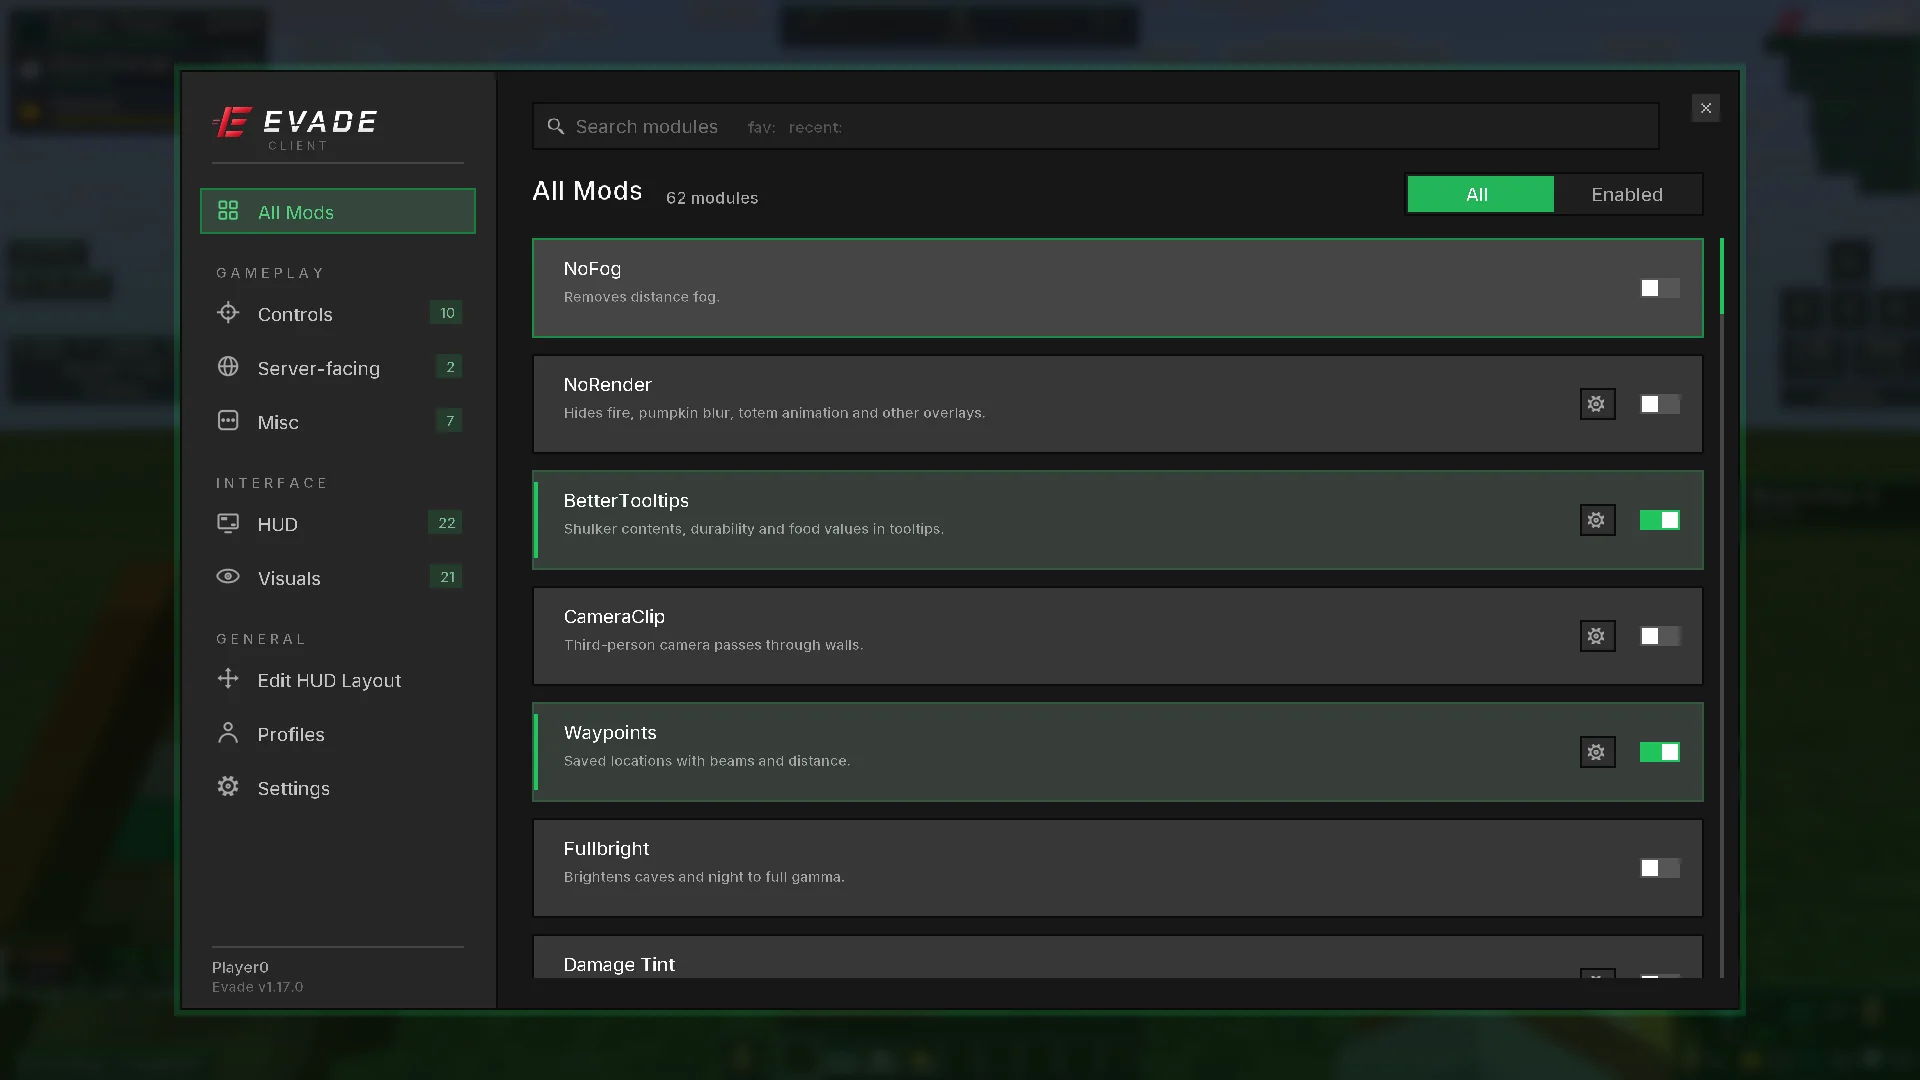 EVADE
CLIENT
All Mods
GAMEPLAY
Controls 10
Server-facing 2
Misc 7
INTERFACE
HUD 22
Visuals 21
GENERAL
Edit HUD Layout
Profiles
Settings
Player0
Evade v1.17.0
Search modules fav: recent:
All Mods 62 modules
All Enabled
NoFog
Removes distance fog.
NoRender
Hides fire, pumpkin blur, totem animation and other overlays.
BetterTooltips
Shulker contents, durability and food values in tooltips.
CameraClip
Third-person camera passes through walls.
Waypoints
Saved locations with beams and distance.
Fullbright
Brightens caves and night to full gamma.
Damage Tint